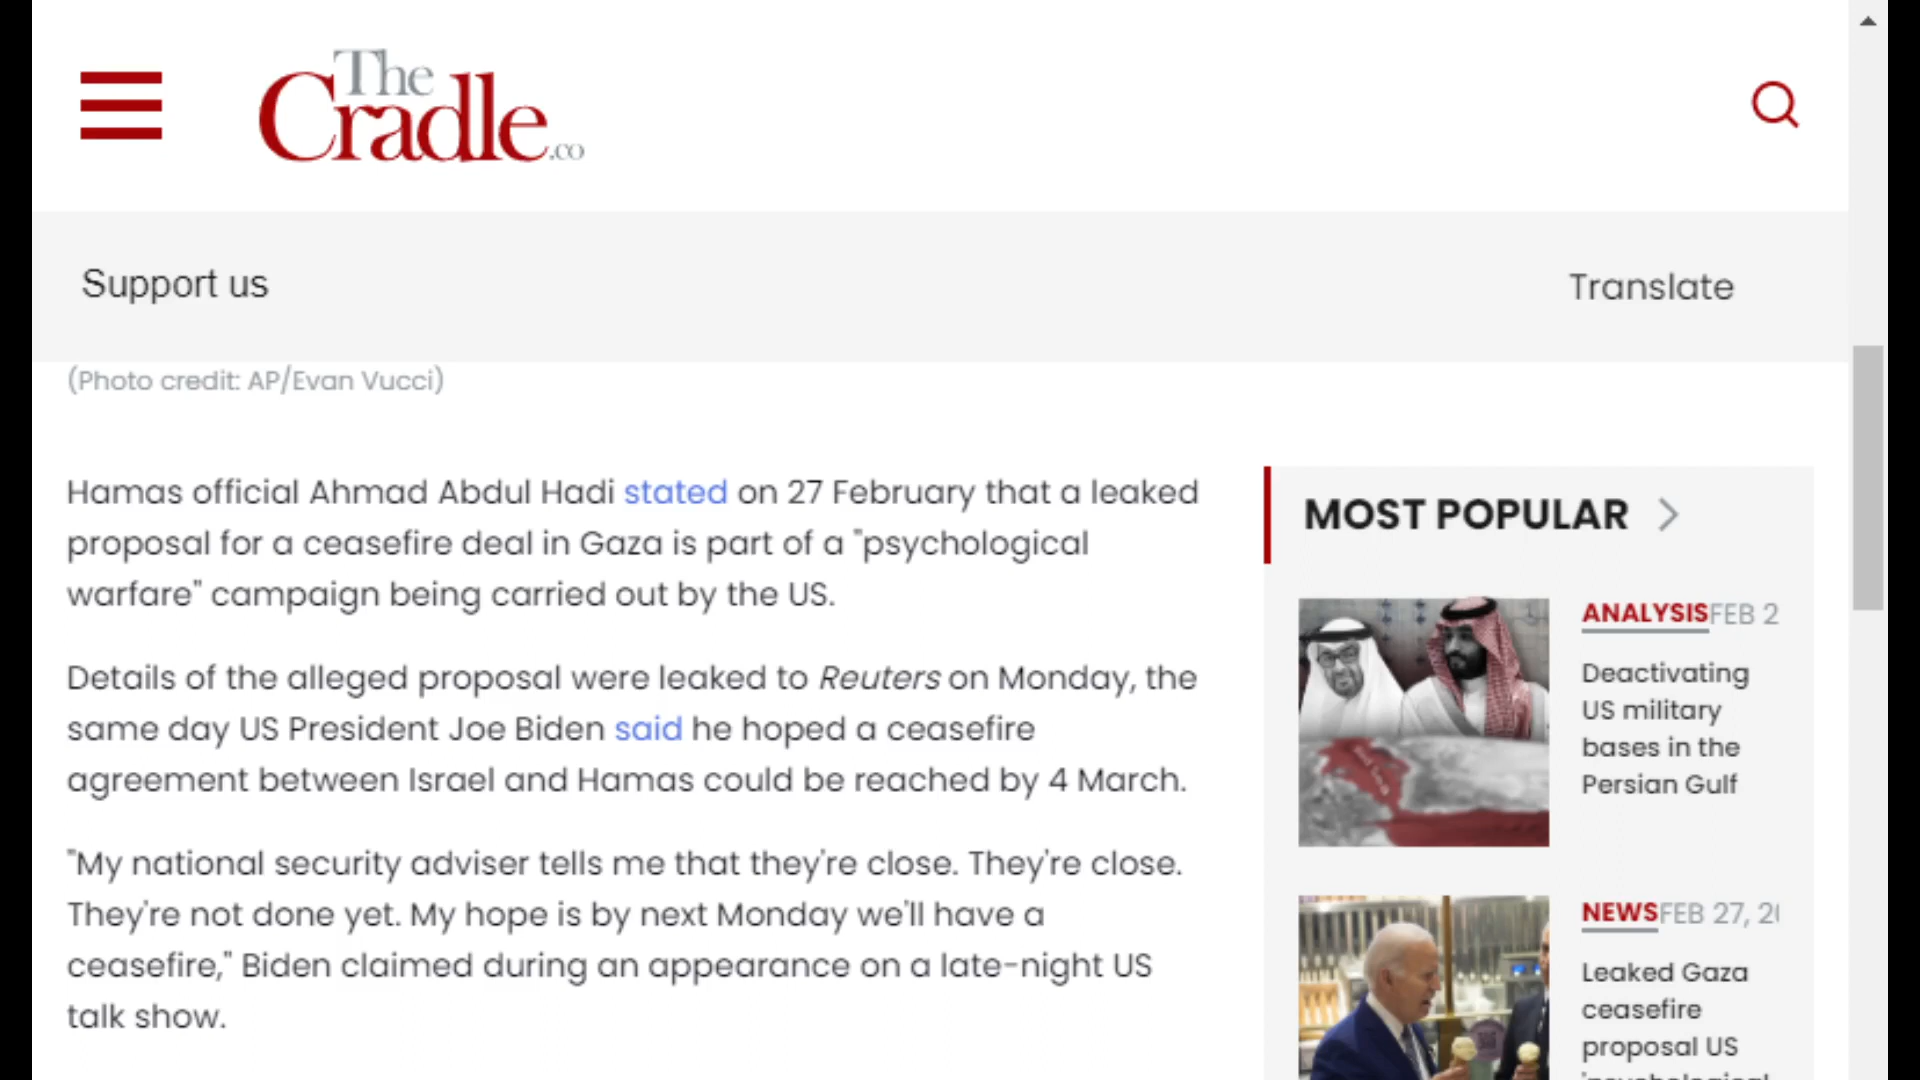 The
Cradle.co
Support us
Translate
(Photo credit: AP/Evan Vucci)
Hamas official Ahmad Abdul Hadi stated on 27 February that a leaked
proposal for a ceasefire deal in Gaza is part of a "psychological
warfare" campaign being carried out by the US.
Details of the alleged proposal were leaked to Reuters on Monday, the
same day US President Joe Biden said he hoped a ceasefire
agreement between Israel and Hamas could be reached by 4 March.
"My national security adviser tells me that they're close. They're close.
They're not done yet. My hope is by next Monday we'll have a
ceasefire," Biden claimed during an appearance on a late-night US
talk show.
MOST POPULAR
ANALYSIS FEB 2
Deactivating
US military
bases in the
Persian Gulf
NEWS FEB 27,
Leaked Gaza
ceasefire
proposal US